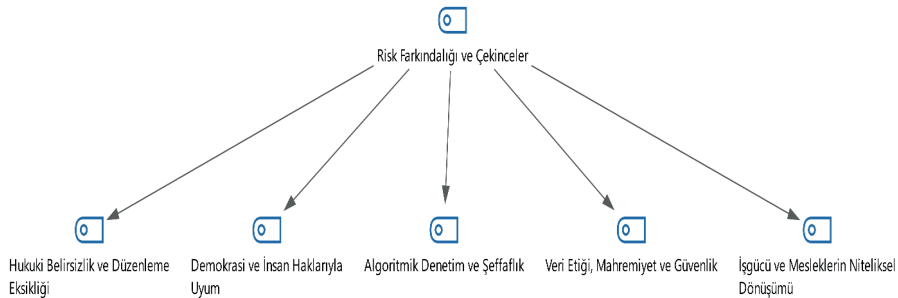 Risk Farkındalığı ve Çekinceler
Hukuki Belirsizlik ve Düzenleme
Eksikliği
Demokrasi ve İnsan Haklarıyla
Uyum
Algoritmik Denetim ve Şeffaflık
Veri Etiği, Mahremiyet ve Güvenlik
İşgücü ve Mesleklerin Niteliksel
Dönüşümü